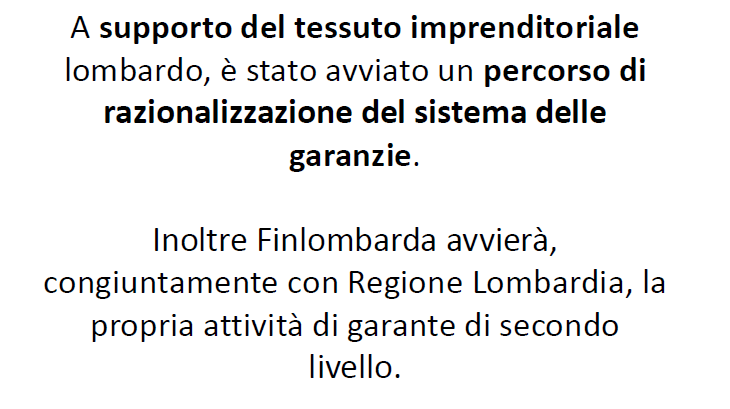 A supporto del tessuto imprenditoriale
lombardo, è stato avviato un percorso di
razionalizzazione del sistema delle
garanzie.
Inoltre Finlombarda avvierà,
congiuntamente con Regione Lombardia, la
propria attività di garante di secondo
livello.